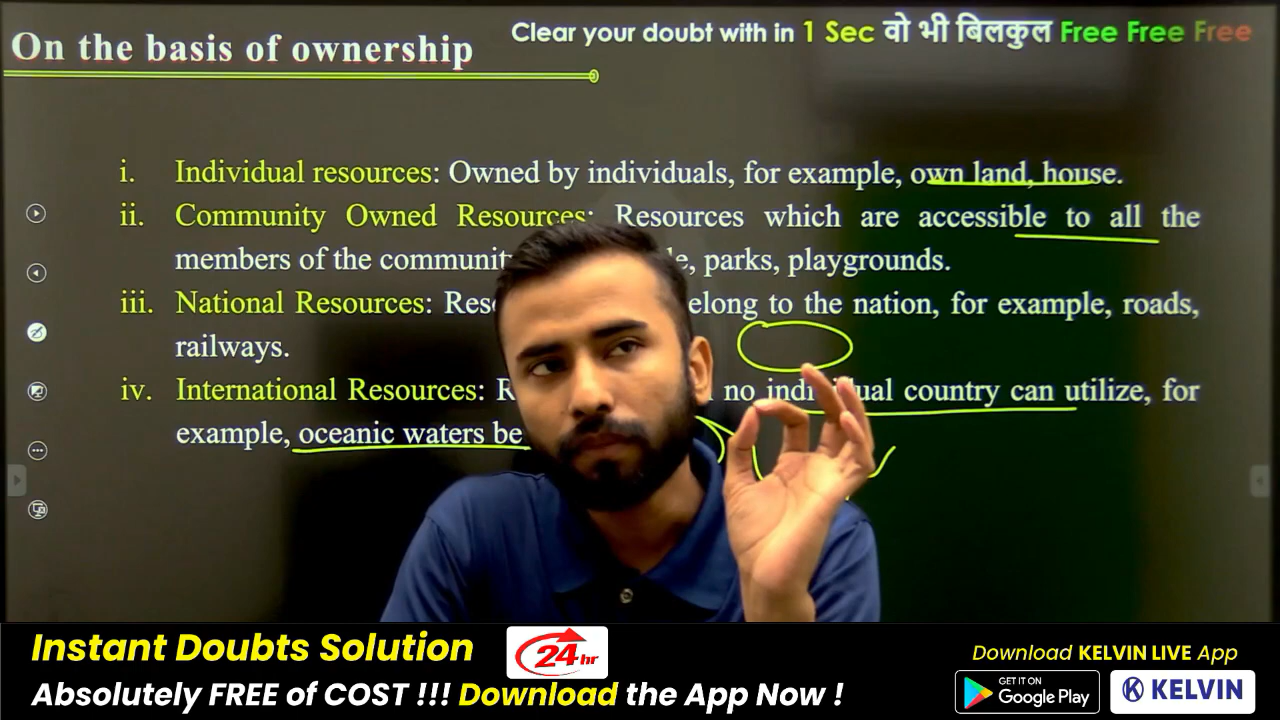 On the basis of ownership
Clear your doubt with in 1 Sec वो भी बिलकुल Free Free Free
i. Individual resources: Owned by individuals, for example, own land, house.
ii. Community Owned Resources: Resources which are accessible to all the
members of the community parks, playgrounds.
iii. National Resources: to the nation, for example, roads,
railways.
iv. International Resources: no individual country can utilize, for
example, oceanic waters
Instant Doubts Solution
24hr
Absolutely FREE of COST !!! Download the App Now !
Download KELVIN LIVE App
GET IT ON
Google Play
KELVIN